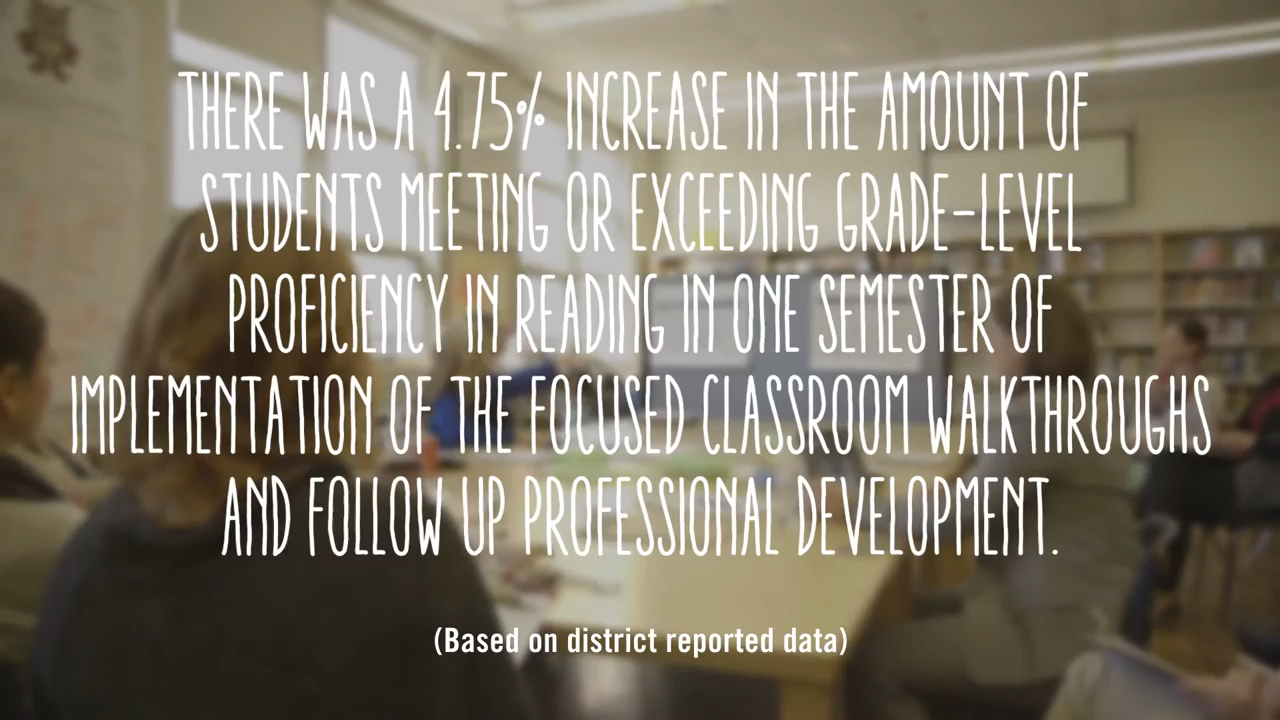 THERE WAS A 4.75% INCREASE IN THE AMOUNT OF
STUDENTS MEETING OR EXCEEDING GRADE-LEVEL
PROFICIENCY IN READING IN ONE SEMESTER OF
IMPLEMENTATION OF THE FOCUSED CLASSROOM WALKTHROUGHS
AND FOLLOW UP PROFESSIONAL DEVELOPMENT.
(Based on district reported data)